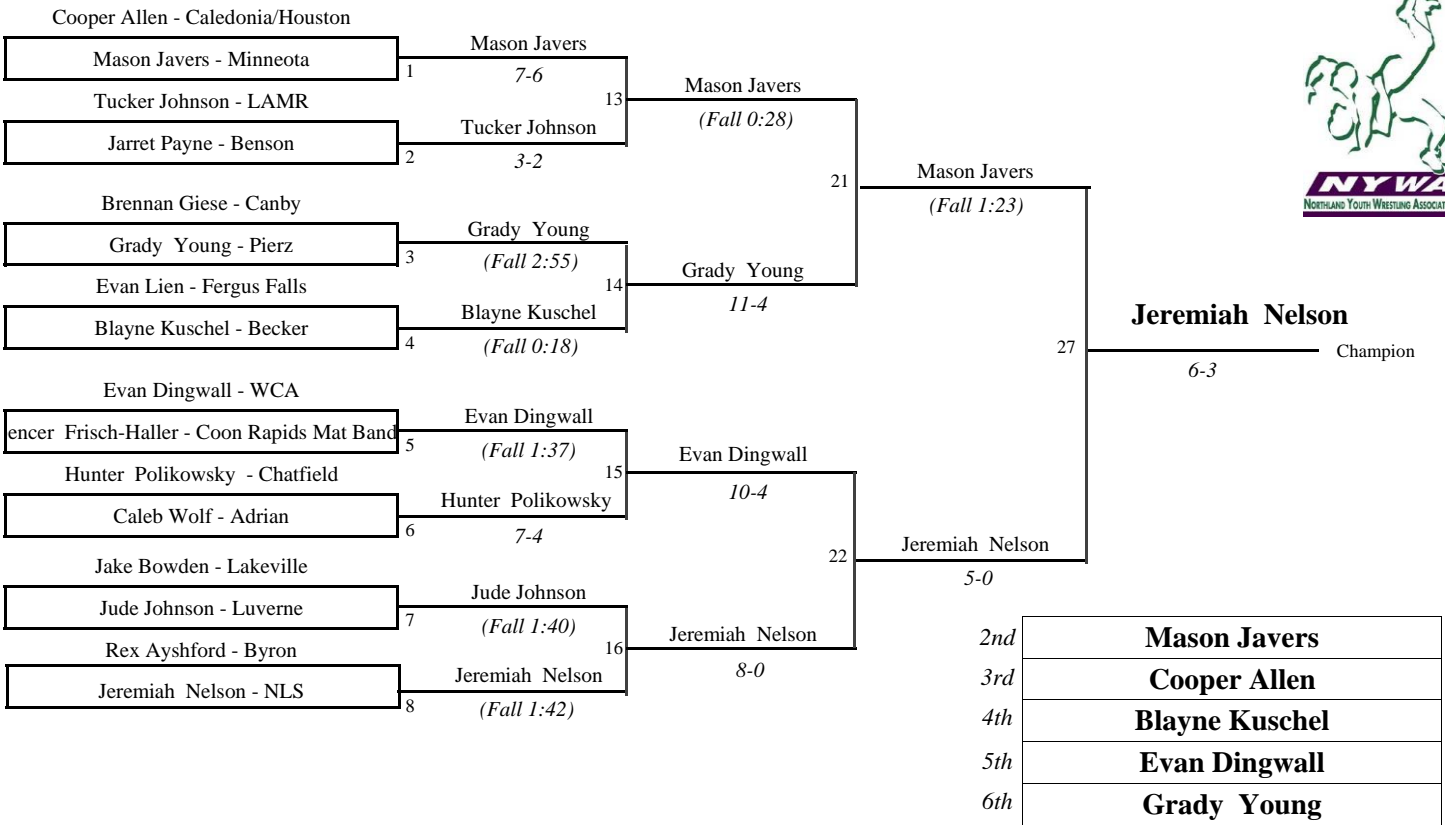 Cooper Allen - Caledonia/Houston
Mason Javers - Minneota
1
Mason Javers
7-6
Tucker Johnson - LAMR
Jarret Payne - Benson
2
Tucker Johnson
3-2
13
Mason Javers
(Fall 0:28)
Brennan Giese - Canby
Grady Young - Pierz
3
Grady Young
(Fall 2:55)
Evan Lien - Fergus Falls
Blayne Kuschel - Becker
4
Blayne Kuschel
(Fall 0:18)
14
Grady Young
11-4
21
Mason Javers
(Fall 1:23)
Evan Dingwall - WCA
encer Frisch-Haller - Coon Rapids Mat Band
5
Evan Dingwall
(Fall 1:37)
Hunter Polikowsky - Chatfield
Caleb Wolf - Adrian
6
Hunter Polikowsky
7-4
15
Evan Dingwall
10-4
Jake Bowden - Lakeville
Jude Johnson - Luverne
7
Jude Johnson
(Fall 1:40)
Rex Ayshford - Byron
Jeremiah Nelson - NLS
8
Jeremiah Nelson
(Fall 1:42)
16
Jeremiah Nelson
8-0
22
Jeremiah Nelson
5-0
27
Jeremiah Nelson
6-3
Champion
NYWA
NORTHLAND YOUTH WRESTLING ASSOCIAT
2nd Mason Javers
3rd Cooper Allen
4th Blayne Kuschel
5th Evan Dingwall
6th Grady Young